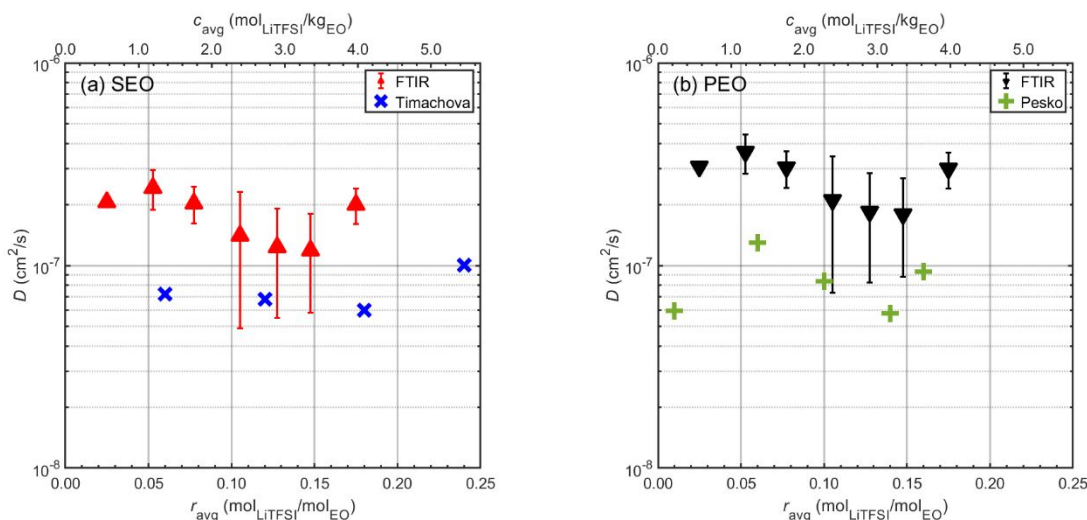 c_avg (mol_LiTFSI/kg_EO)
0.0 1.0 2.0 3.0 4.0 5.0
10^-6
(a) SEO
FTIR
Timachova
D (cm^2/s)
10^-7
10^-8
0.00 0.05 0.10 0.15 0.20 0.25
r_avg (mol_LiTFSI/mol_EO)
c_avg (mol_LiTFSI/kg_EO)
0.0 1.0 2.0 3.0 4.0 5.0
10^-6
(b) PEO
FTIR
Pesko
D (cm^2/s)
10^-7
10^-8
0.00 0.05 0.10 0.15 0.20 0.25
r_avg (mol_LiTFSI/mol_EO)